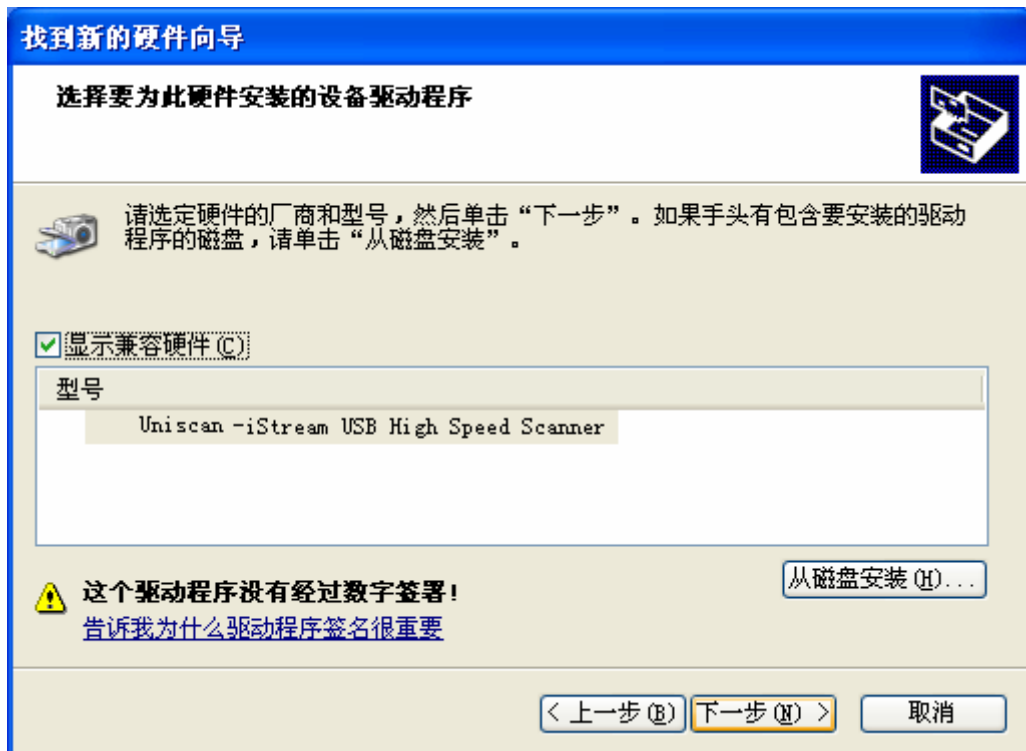 找到新的硬件向导
选择要为此硬件安装的设备驱动程序
请选定硬件的厂商和型号，然后单击“下一步”。如果手头有包含要安装的驱动
程序的磁盘，请单击“从磁盘安装”。
显示兼容硬件(C)
型号
Uniscan -iStream USB High Speed Scanner
从磁盘安装(H)...
这个驱动程序没有经过数字签署!
告诉我为什么驱动程序签名很重要
< 上一步(B) 下一步(N) > 取消